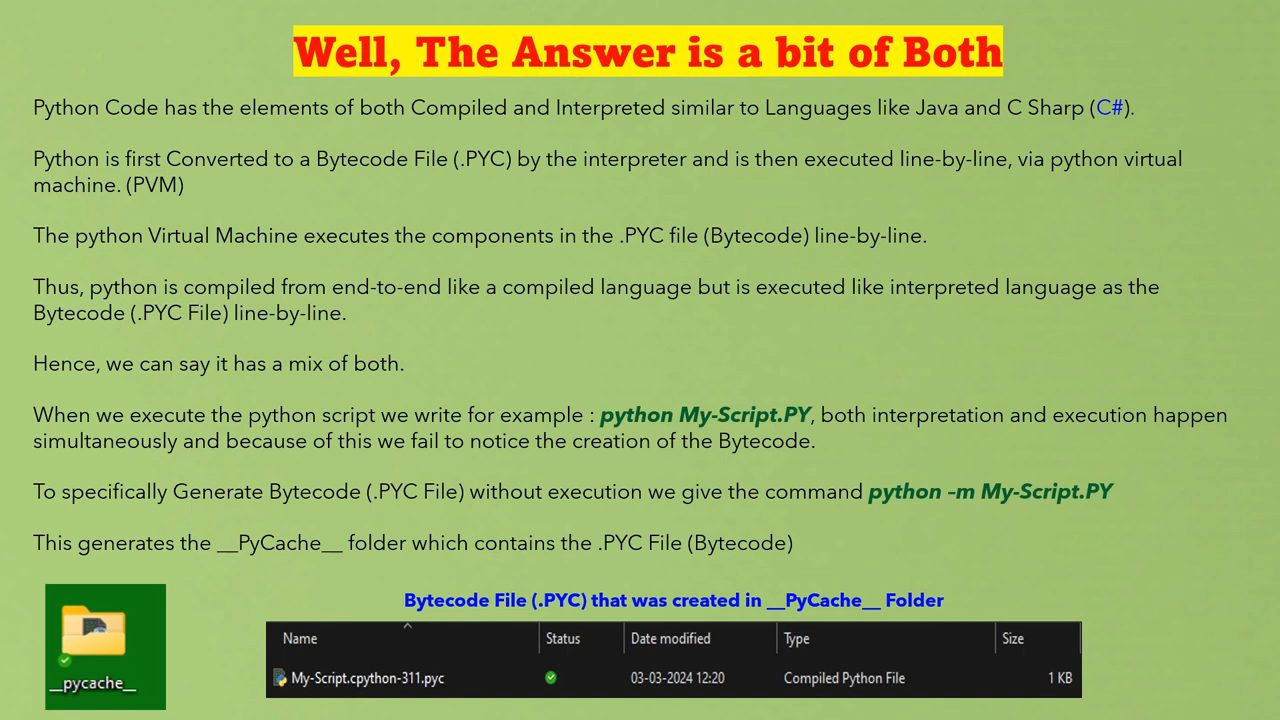 Well, The Answer is a bit of Both
Python Code has the elements of both Compiled and Interpreted similar to Languages like Java and C Sharp (C#).
Python is first Converted to a Bytecode File (.PYC) by the interpreter and is then executed line-by-line, via python virtual
machine. (PVM)
The python Virtual Machine executes the components in the .PYC file (Bytecode) line-by-line.
Thus, python is compiled from end-to-end like a compiled language but is executed like interpreted language as the
Bytecode (.PYC File) line-by-line.
Hence, we can say it has a mix of both.
When we execute the python script we write for example : python My-Script.PY, both interpretation and execution happen
simultaneously and because of this we fail to notice the creation of the Bytecode.
To specifically Generate Bytecode (.PYC File) without execution we give the command python –m My-Script.PY
This generates the __PyCache__ folder which contains the .PYC File (Bytecode)
Bytecode File (.PYC) that was created in __PyCache__ Folder
Name Status Date modified Type Size
My-Script.cpython-311.pyc 03-03-2024 12:20 Compiled Python File 1 KB
__pycache__